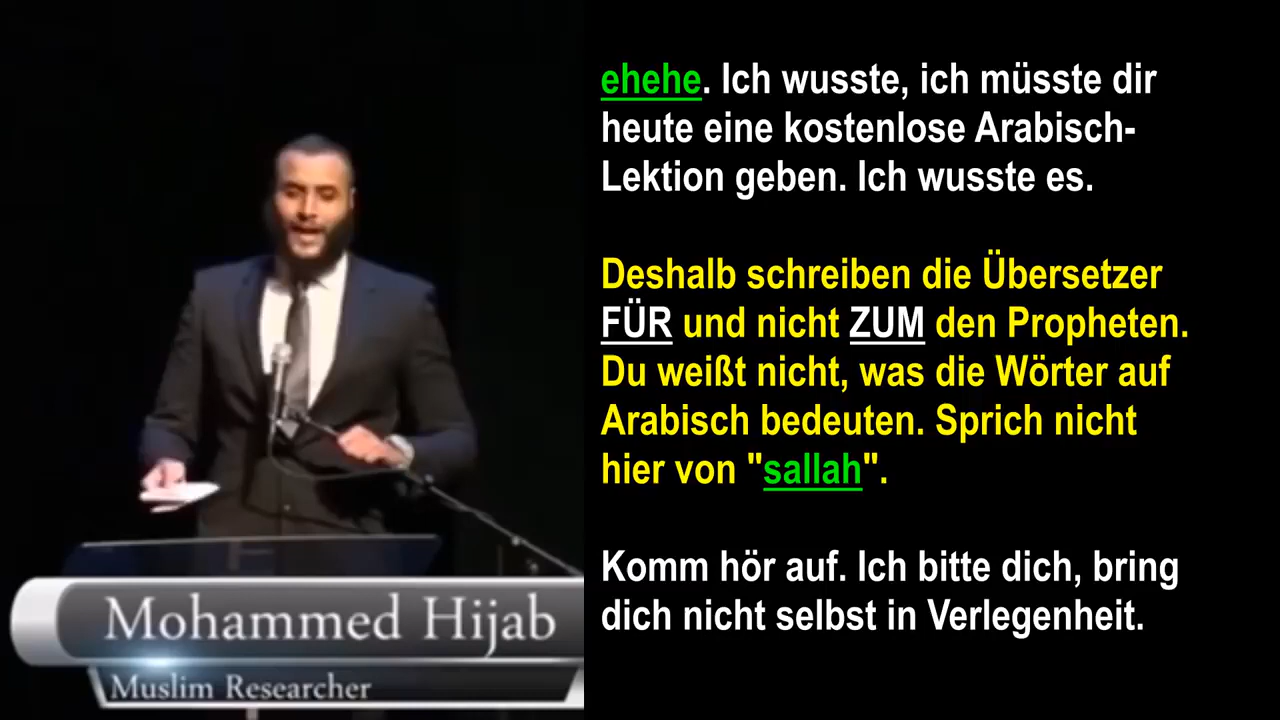 ehehe. Ich wusste, ich müsste dir
heute eine kostenlose Arabisch-
Lektion geben. Ich wusste es.
Deshalb schreiben die Übersetzer
FÜR und nicht ZUM den Propheten.
Du weißt nicht, was die Wörter auf
Arabisch bedeuten. Sprich nicht
hier von "sallah".
Komm hör auf. Ich bitte dich, bring
dich nicht selbst in Verlegenheit.
Mohammed Hijab
Muslim Researcher